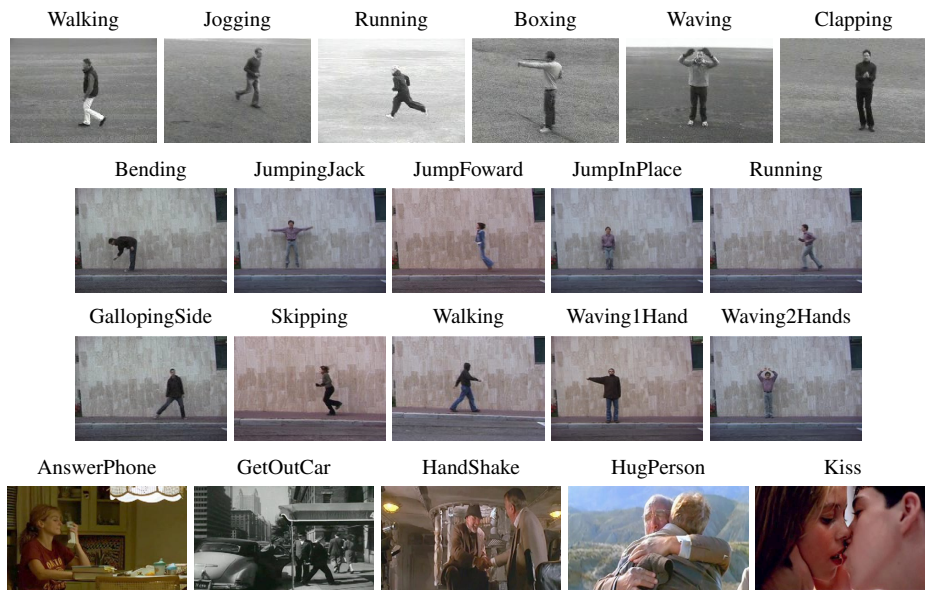 Walking Jogging Running Boxing Waving Clapping
Bending JumpingJack JumpFoward JumpInPlace Running
GallopingSide Skipping Walking Waving1Hand Waving2Hands
AnswerPhone GetOutCar HandShake HugPerson Kiss